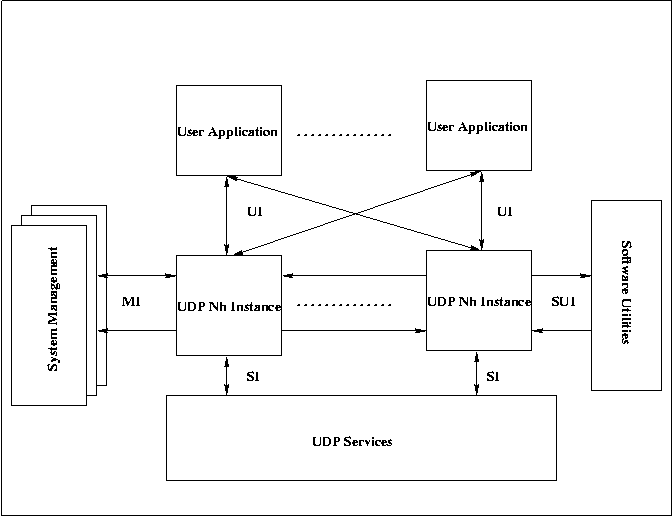 User Application
User Application
U1
U1
System Management
M1
UDP Nh Instance
UDP Nh Instance
SU1
Software Utilities
S1
S1
UDP Services